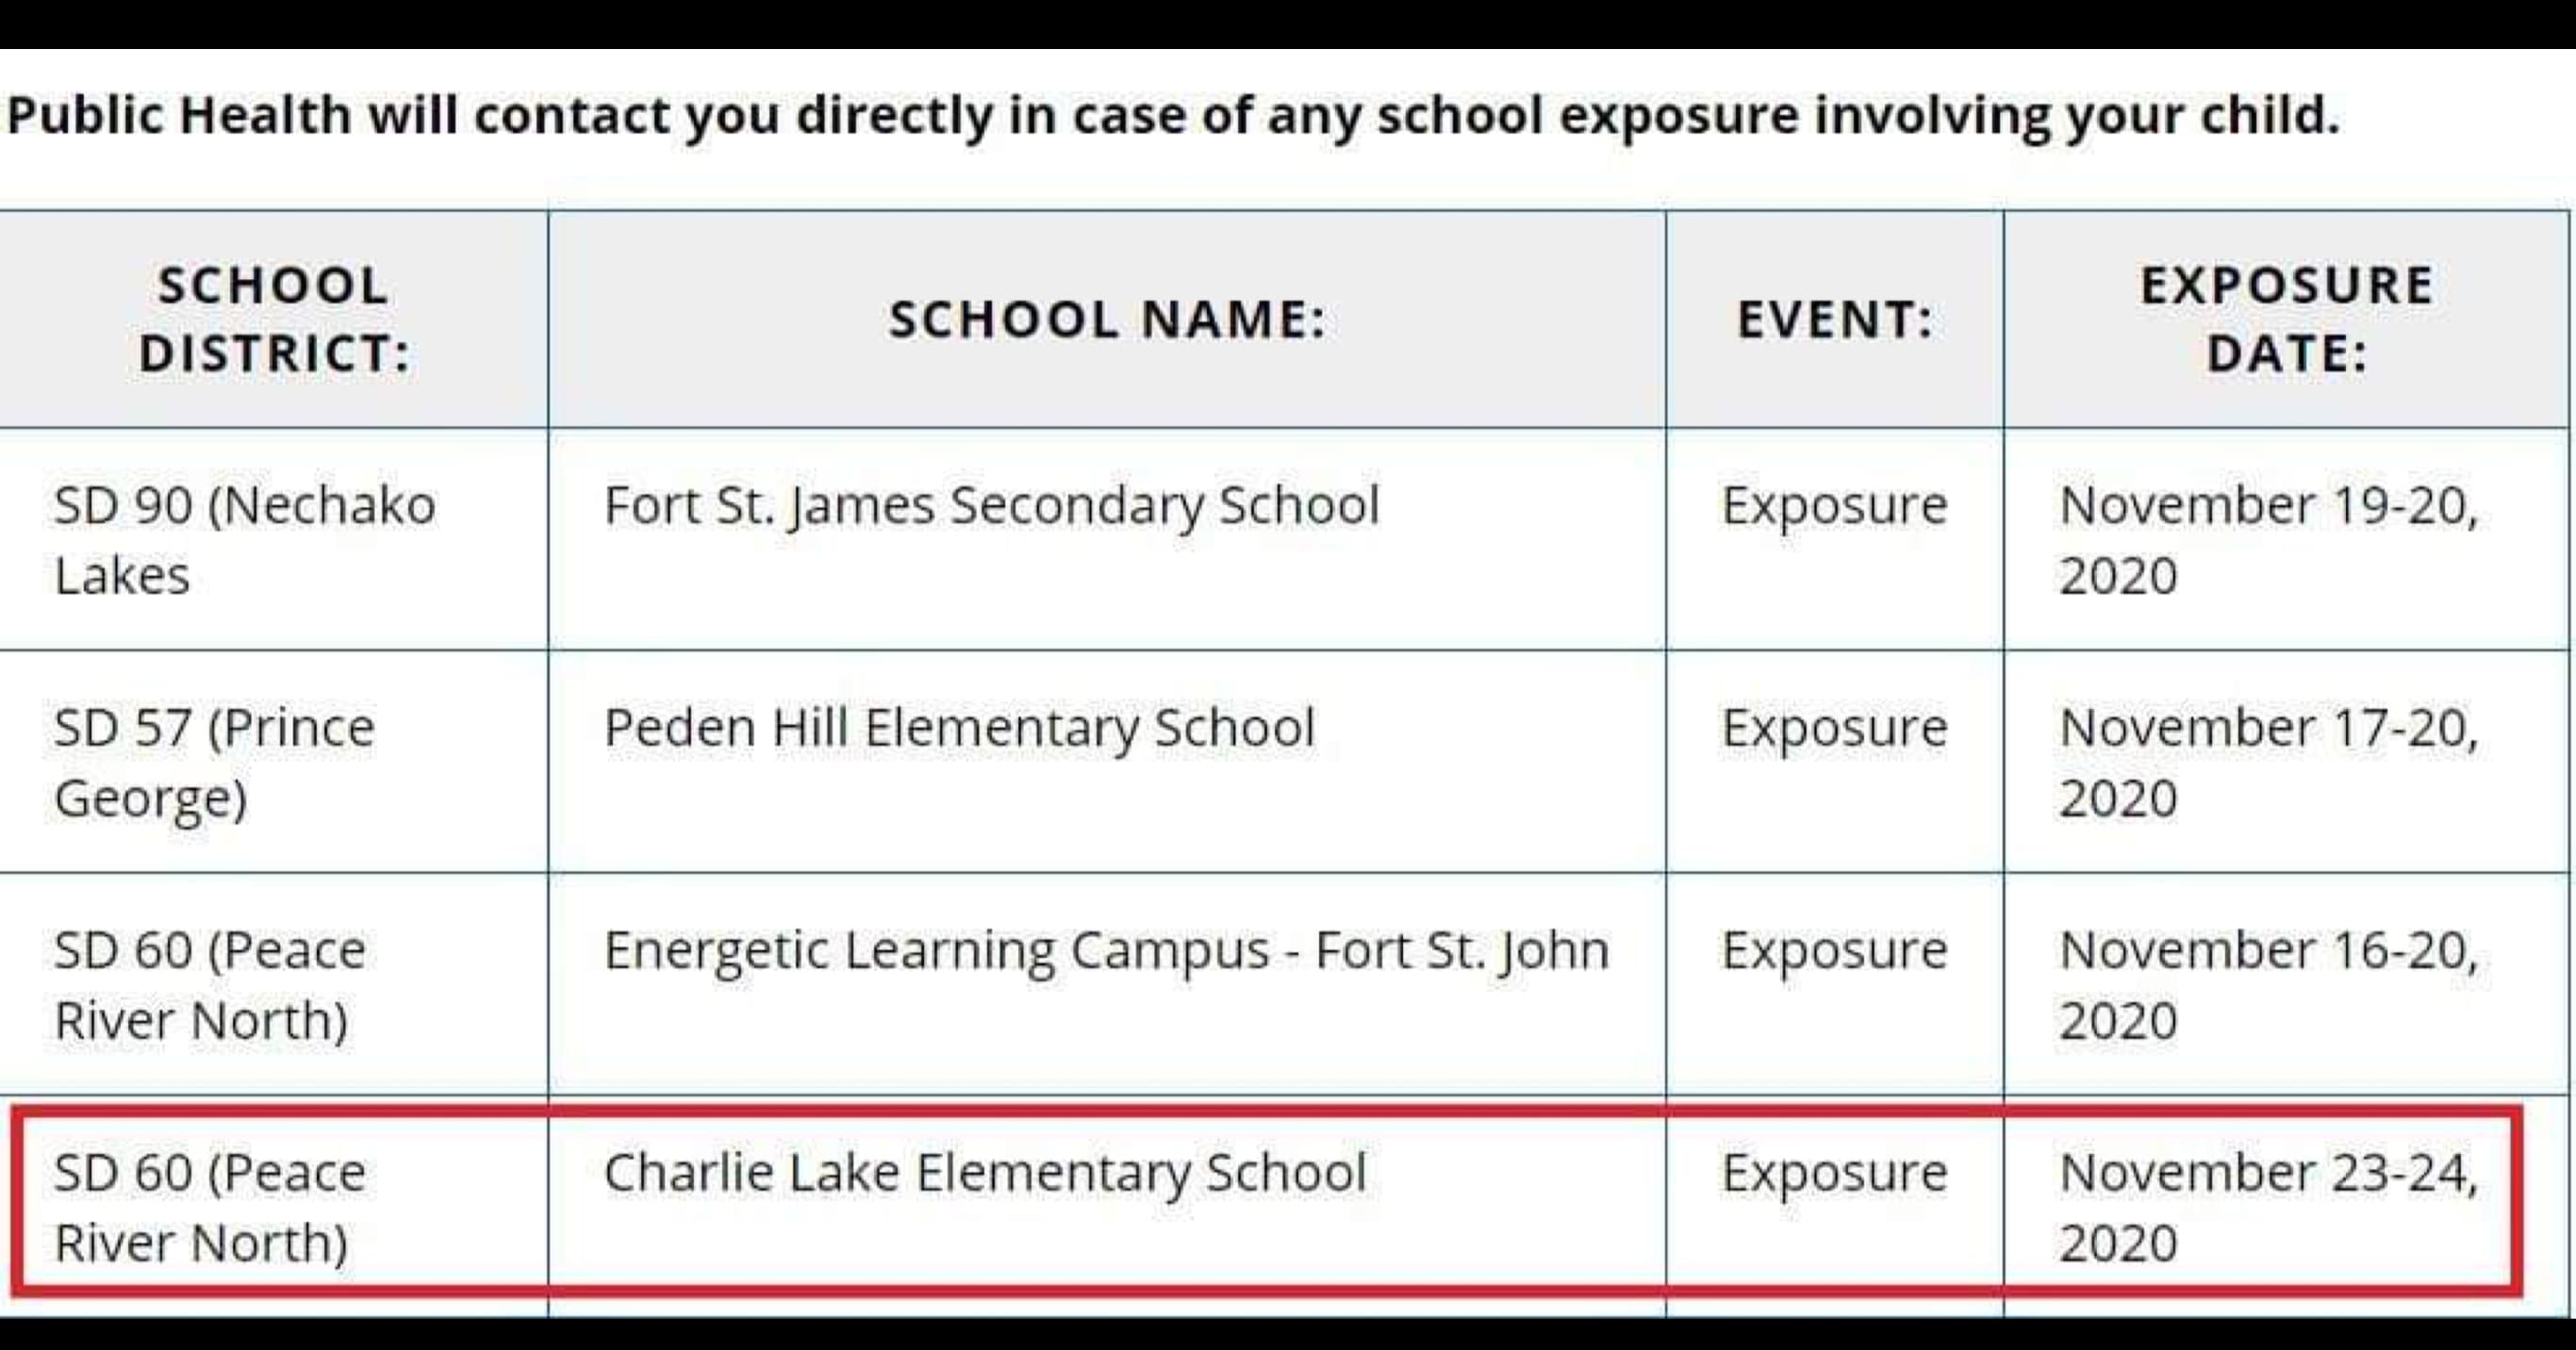 Public Health will contact you directly in case of any school exposure involving your child.
SCHOOL
DISTRICT:
SCHOOL NAME:
EVENT:
EXPOSURE
DATE:
SD 90 (Nechako
Lakes
Fort St. James Secondary School
Exposure
November 19-20,
2020
SD 57 (Prince
George)
Peden Hill Elementary School
Exposure
November 17-20,
2020
SD 60 (Peace
River North)
Energetic Learning Campus - Fort St. John
Exposure
November 16-20,
2020
SD 60 (Peace
River North)
Charlie Lake Elementary School
Exposure
November 23-24,
2020